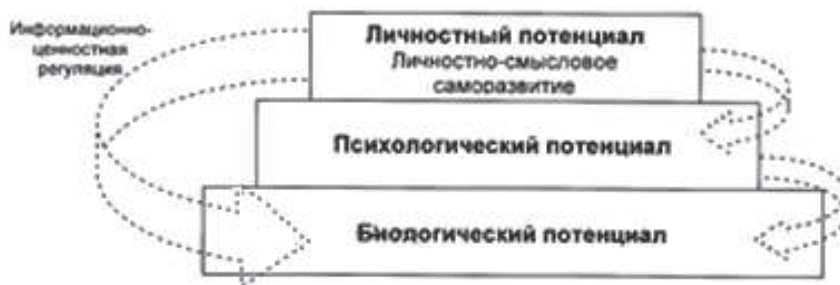 Информационно-
ценностная
регуляция
Личностный потенциал
Личностно-смысловое
саморазвитие
Психологический потенциал
Биологический потенциал